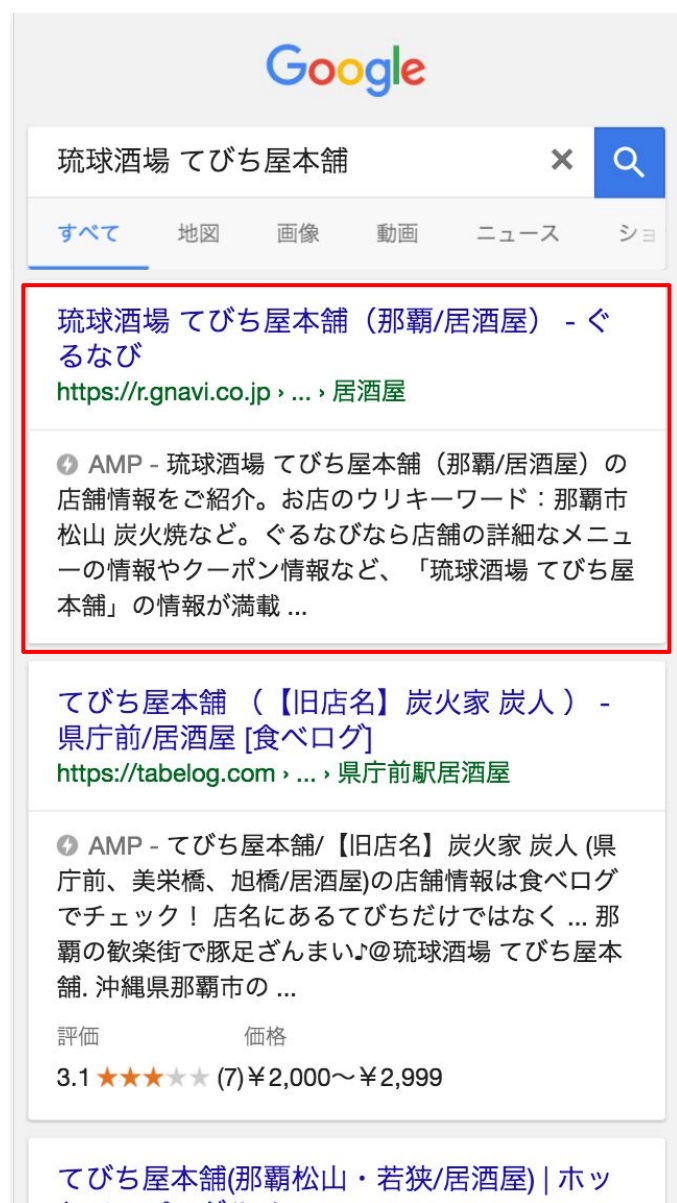 Google
琉球酒場 てびち屋本舗
すべて 地図 画像 動画 ニュース ショ
琉球酒場 てびち屋本舗（那覇/居酒屋） - ぐ
るなび
https://r.gnavi.co.jp › ... › 居酒屋
AMP - 琉球酒場 てびち屋本舗（那覇/居酒屋）の
店舗情報をご紹介。お店のウリキーワード：那覇市
松山 炭火焼など。ぐるなびなら店舗の詳細なメニュ
ーの情報やクーポン情報など、「琉球酒場 てびち屋
本舗」の情報が満載 ...
てびち屋本舗 （【旧店名】炭火家 炭人 ） -
県庁前/居酒屋 [食べログ]
https://tabelog.com › ... › 県庁前駅居酒屋
AMP - てびち屋本舗/【旧店名】炭火家 炭人 (県
庁前、美栄橋、旭橋/居酒屋)の店舗情報は食べログ
でチェック！ 店名にあるてびちだけではなく ... 那
覇の歓楽街で豚足ざんまい♪@琉球酒場 てびち屋本
舗. 沖縄県那覇市の ...
評価 価格
3.1 ★★★★★ (7) ¥2,000～¥2,999
てびち屋本舗(那覇松山・若狭/居酒屋) | ホッ